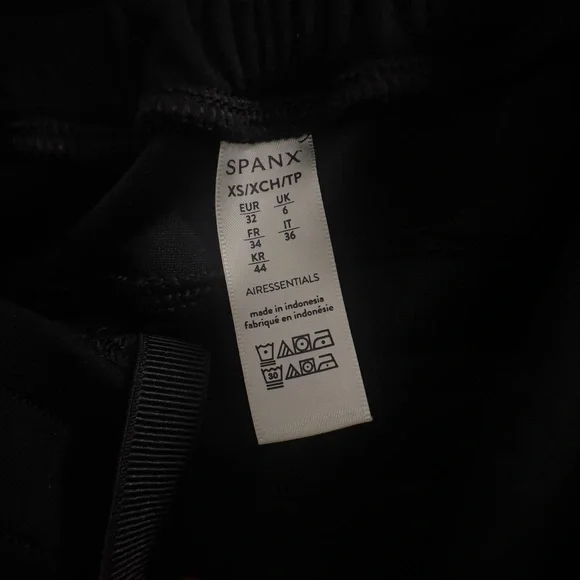 SPANX
XS/XCH/TP
EUR UK
32 6
FR IT
34 36
KR
44
AIRESSENTIALS
made in indonesia
fabriqué en indonésie
30